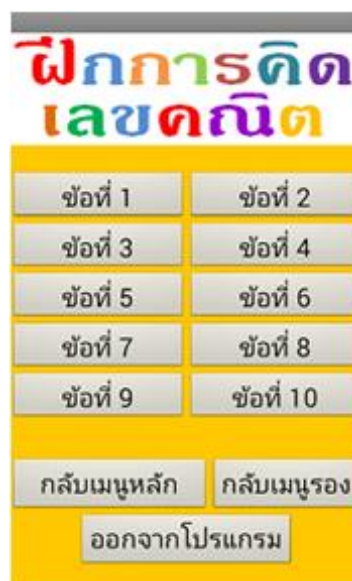 ฝึกการคิด
เลขคณิต
ข้อที่ 1 ข้อที่ 2
ข้อที่ 3 ข้อที่ 4
ข้อที่ 5 ข้อที่ 6
ข้อที่ 7 ข้อที่ 8
ข้อที่ 9 ข้อที่ 10
กลับเมนูหลัก กลับเมนูรอง
ออกจากโปรแกรม